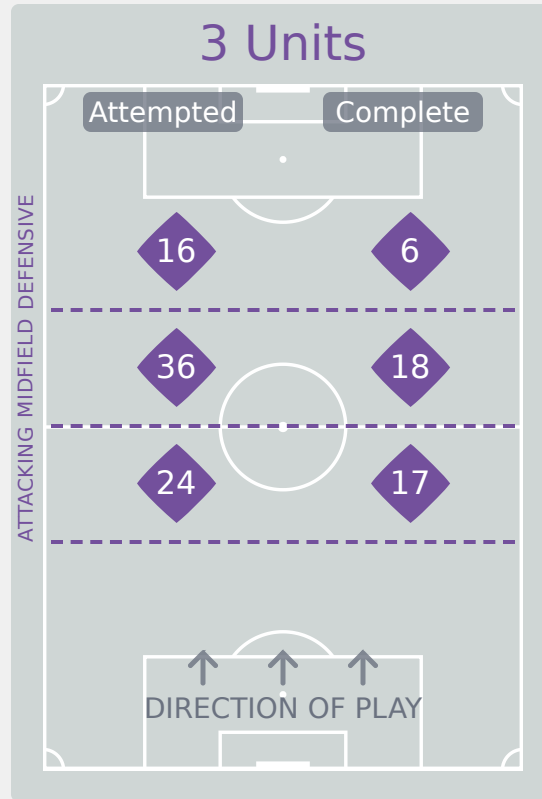 3 Units
Attempted Complete
ATTACKING MIDFIELD DEFENSIVE
16 6
36 18
24 17
DIRECTION OF PLAY